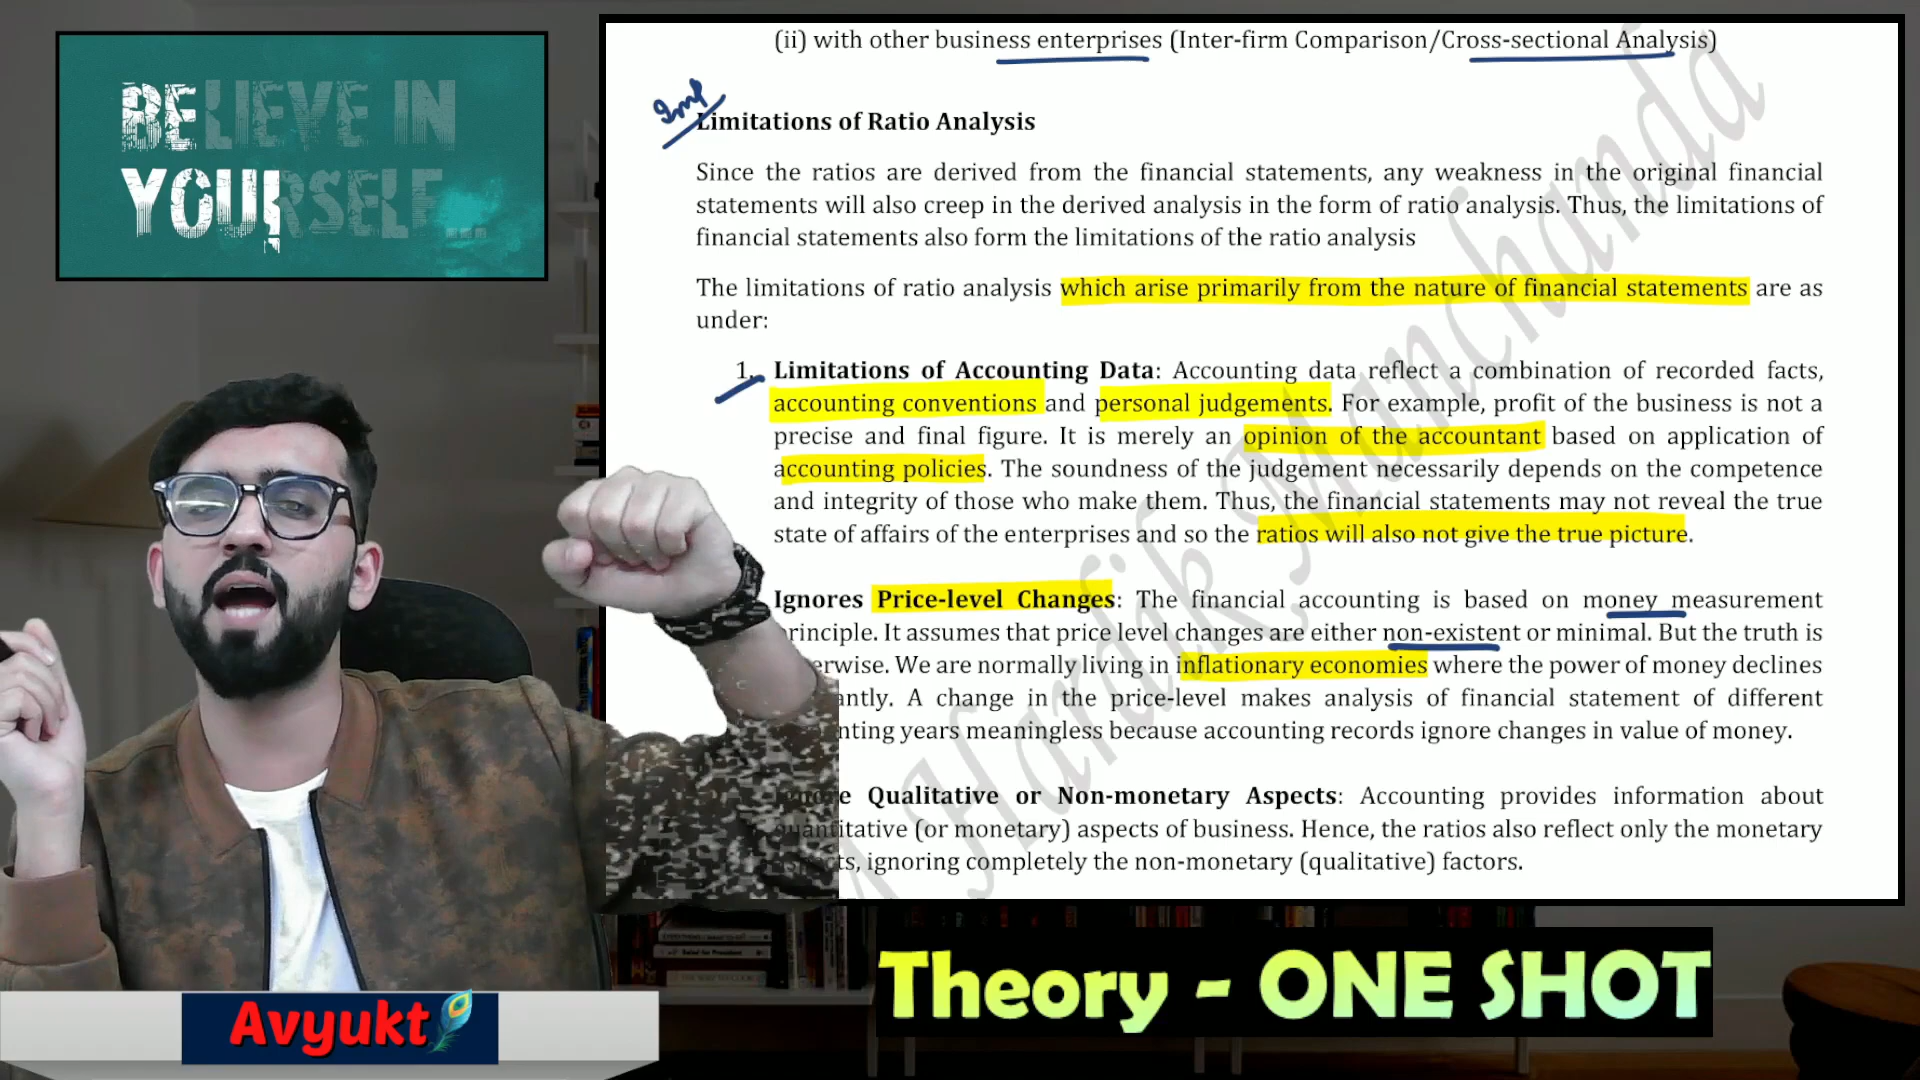 BELIEVE IN
YOURSELF...
(ii) with other business enterprises (Inter-firm Comparison/Cross-sectional Analysis)
Imp
Limitations of Ratio Analysis
Since the ratios are derived from the financial statements, any weakness in the original financial
statements will also creep in the derived analysis in the form of ratio analysis. Thus, the limitations of
financial statements also form the limitations of the ratio analysis
The limitations of ratio analysis which arise primarily from the nature of financial statements are as
under:
1. Limitations of Accounting Data: Accounting data reflect a combination of recorded facts,
accounting conventions and personal judgements. For example, profit of the business is not a
precise and final figure. It is merely an opinion of the accountant based on application of
accounting policies. The soundness of the judgement necessarily depends on the competence
and integrity of those who make them. Thus, the financial statements may not reveal the true
state of affairs of the enterprises and so the ratios will also not give the true picture.
Ignores Price-level Changes: The financial accounting is based on money measurement
rinciple. It assumes that price level changes are either non-existent or minimal. But the truth is
erwise. We are normally living in inflationary economies where the power of money declines
antly. A change in the price-level makes analysis of financial statement of different
nting years meaningless because accounting records ignore changes in value of money.
e Qualitative or Non-monetary Aspects: Accounting provides information about
quantitative (or monetary) aspects of business. Hence, the ratios also reflect only the monetary
cts, ignoring completely the non-monetary (qualitative) factors.
Hardik Manchanda
Theory - ONE SHOT
Avyukt